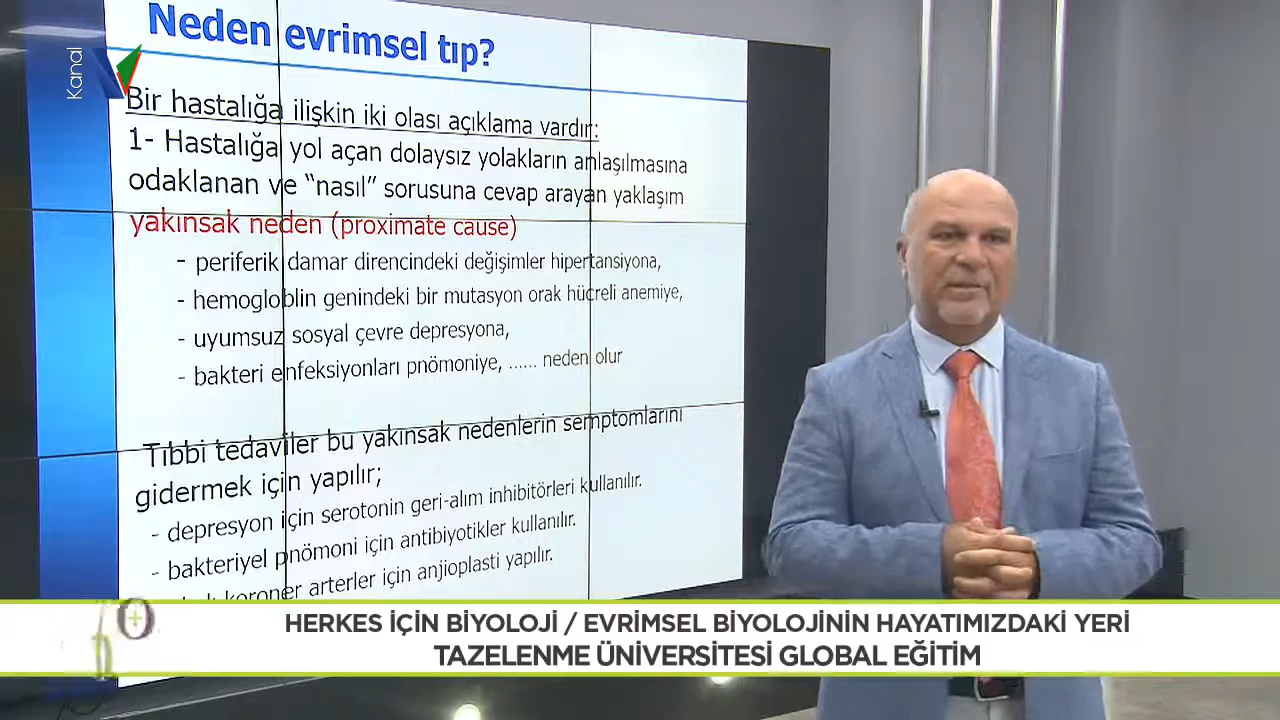 Kanal
Neden evrimsel tıp?
Bir hastalığa ilişkin iki olası açıklama vardır:
1- Hastalığa yol açan dolaysız yolakların anlaşılmasına
odaklanan ve “nasıl” sorusuna cevap arayan yaklaşım
yakınsak neden (proximate cause)
- periferik damar direncindeki değişimler hipertansiyona,
- hemogloblin genindeki bir mutasyon orak hücreli anemiye,
- uyumsuz sosyal çevre depresyona,
- bakteri enfeksiyonları pnömoniye, ...... neden olur
Tıbbi tedaviler bu yakınsak nedenlerin semptomlarını
gidermek için yapılır;
- depresyon için serotonin geri-alım inhibitörleri kullanılır.
- bakteriyel pnömoni için antibiyotikler kullanılır.
koroner arterler için anjioplasti yapılır.
HERKES İÇİN BİYOLOJİ / EVRİMSEL BİYOLOJİNİN HAYATIMIZDAKİ YERİ
TAZELENME ÜNİVERSİTESİ GLOBAL EĞİTİM